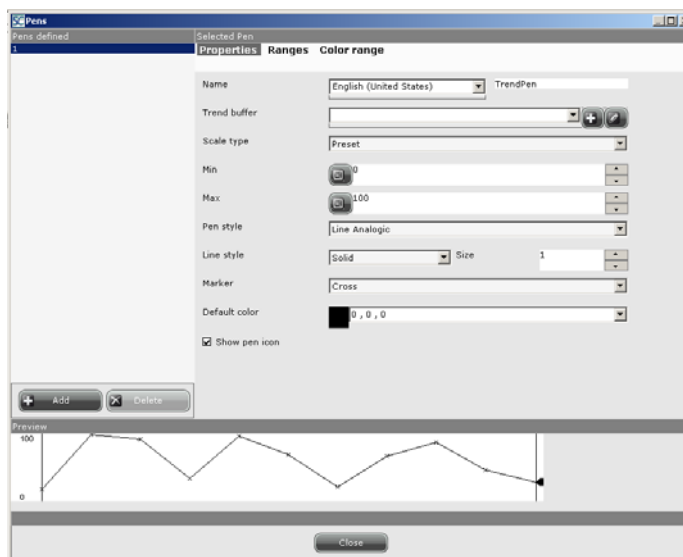 Pens
Pens defined
1
Selected Pen
Properties Ranges Color range
Name English (United States) TrendPen
Trend buffer
Scale type Preset
Min 0
Max 100
Pen style Line Analogic
Line style Solid Size 1
Marker Cross
Default color 0 , 0 , 0
Show pen icon
Add Delete
Preview
100
0
Close